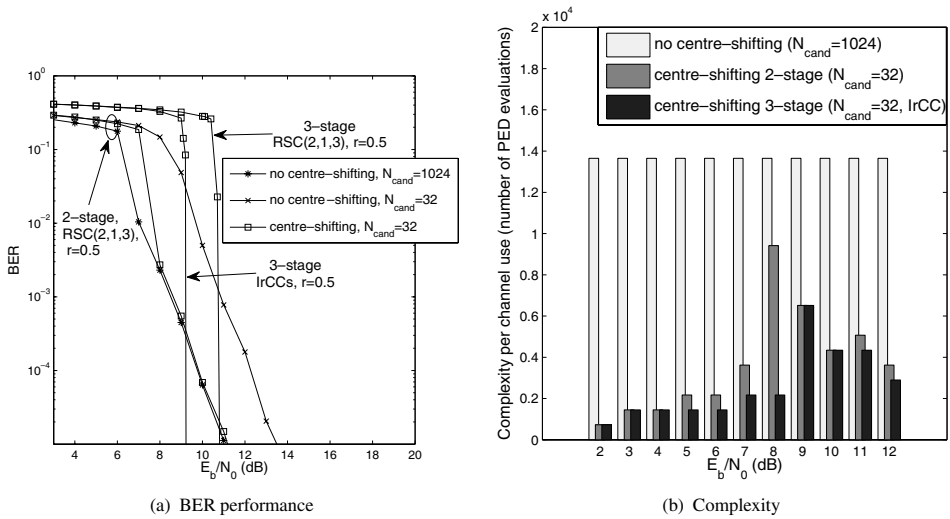 10^0
10^-1
10^-2
10^-3
10^-4
BER
4 6 8 10 12 14 16 18 20
E_b/N_0 (dB)
3-stage
RSC(2,1,3), r=0.5
no centre-shifting, N_cand=1024
no centre-shifting, N_cand=32
centre-shifting, N_cand=32
2-stage,
RSC(2,1,3),
r=0.5
3-stage
IrCCs, r=0.5
(a) BER performance
x 10^4
2
1.8
1.6
1.4
1.2
1
0.8
0.6
0.4
0.2
0
Complexity per channel use (number of PED evaluations)
no centre-shifting (N_cand=1024)
centre-shifting 2-stage (N_cand=32)
centre-shifting 3-stage (N_cand=32, IrCC)
2 3 4 5 6 7 8 9 10 11 12
E_b/N_0 (dB)
(b) Complexity